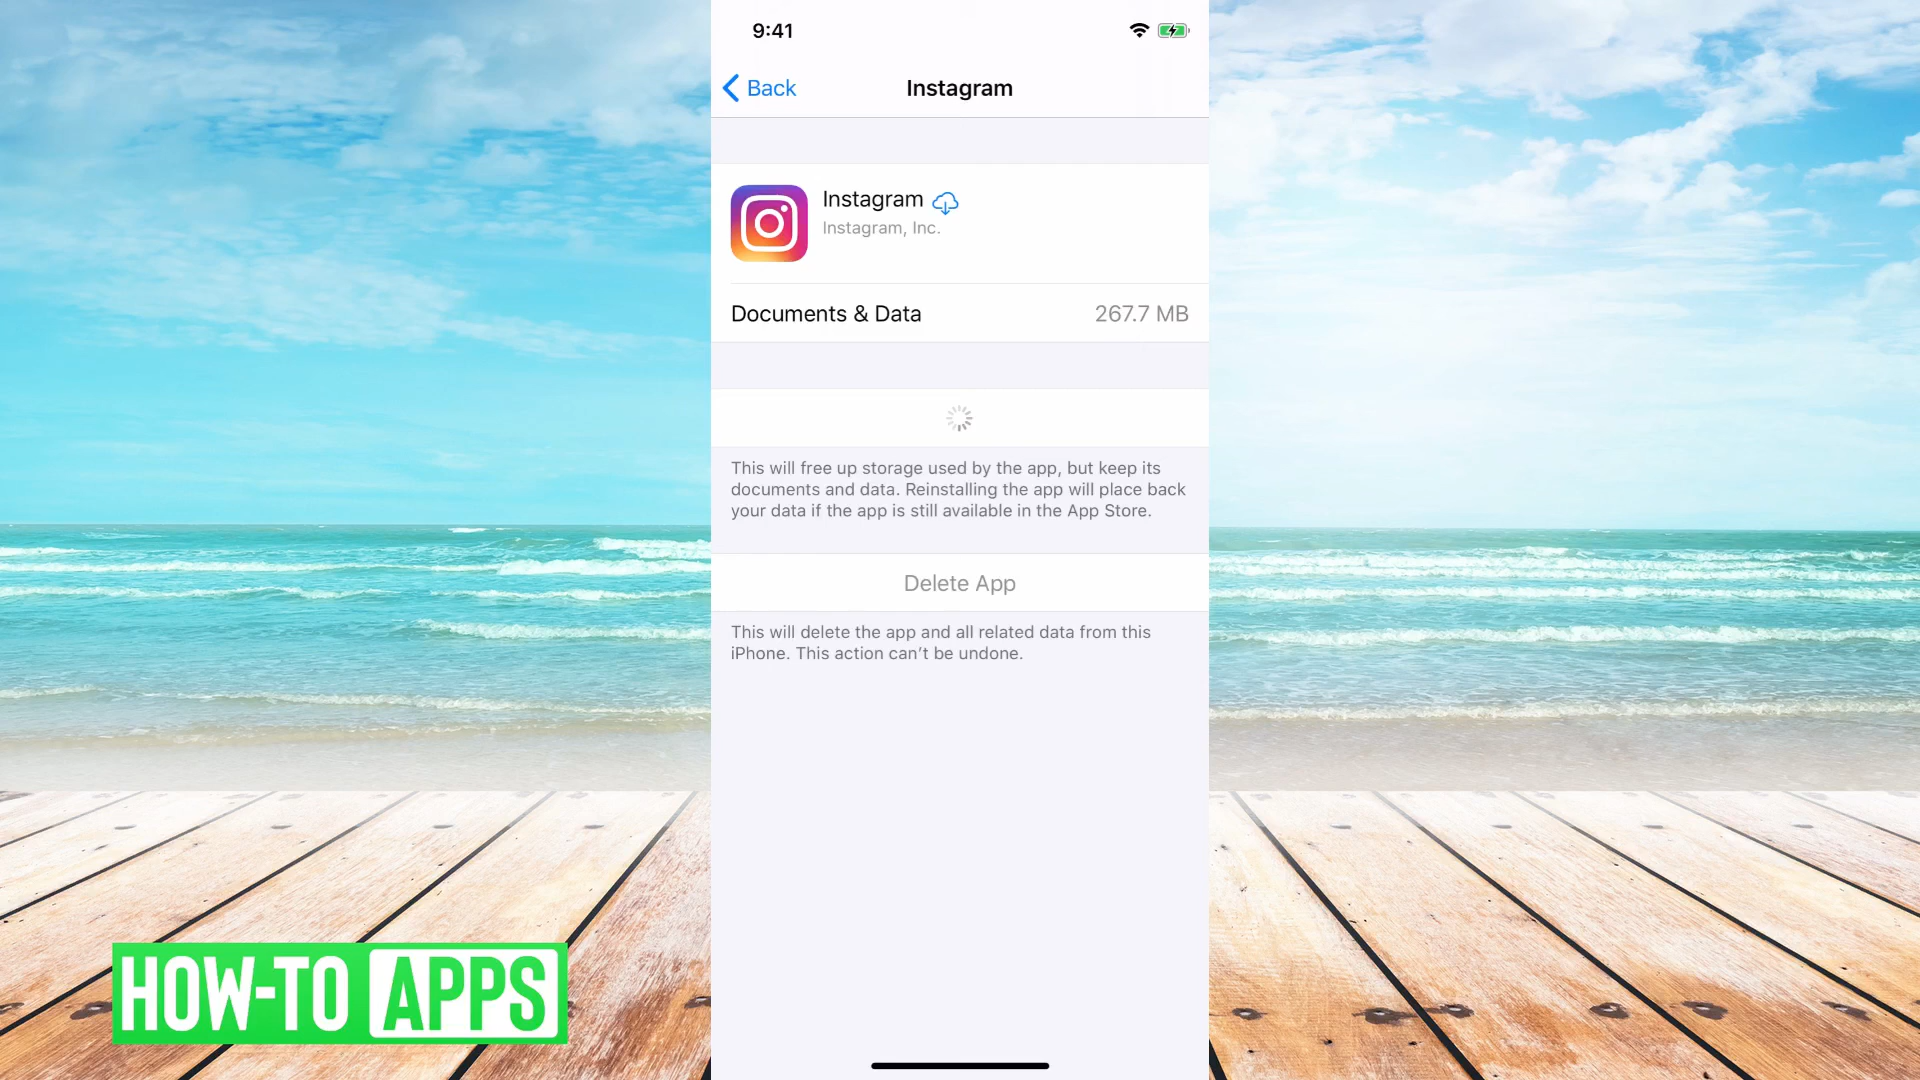 9:41
Back
Instagram
Instagram
Instagram, Inc.
Documents & Data
267.7 MB
This will free up storage used by the app, but keep its
documents and data. Reinstalling the app will place back
your data if the app is still available in the App Store.
Delete App
This will delete the app and all related data from this
iPhone. This action can’t be undone.
HOW-TO APPS